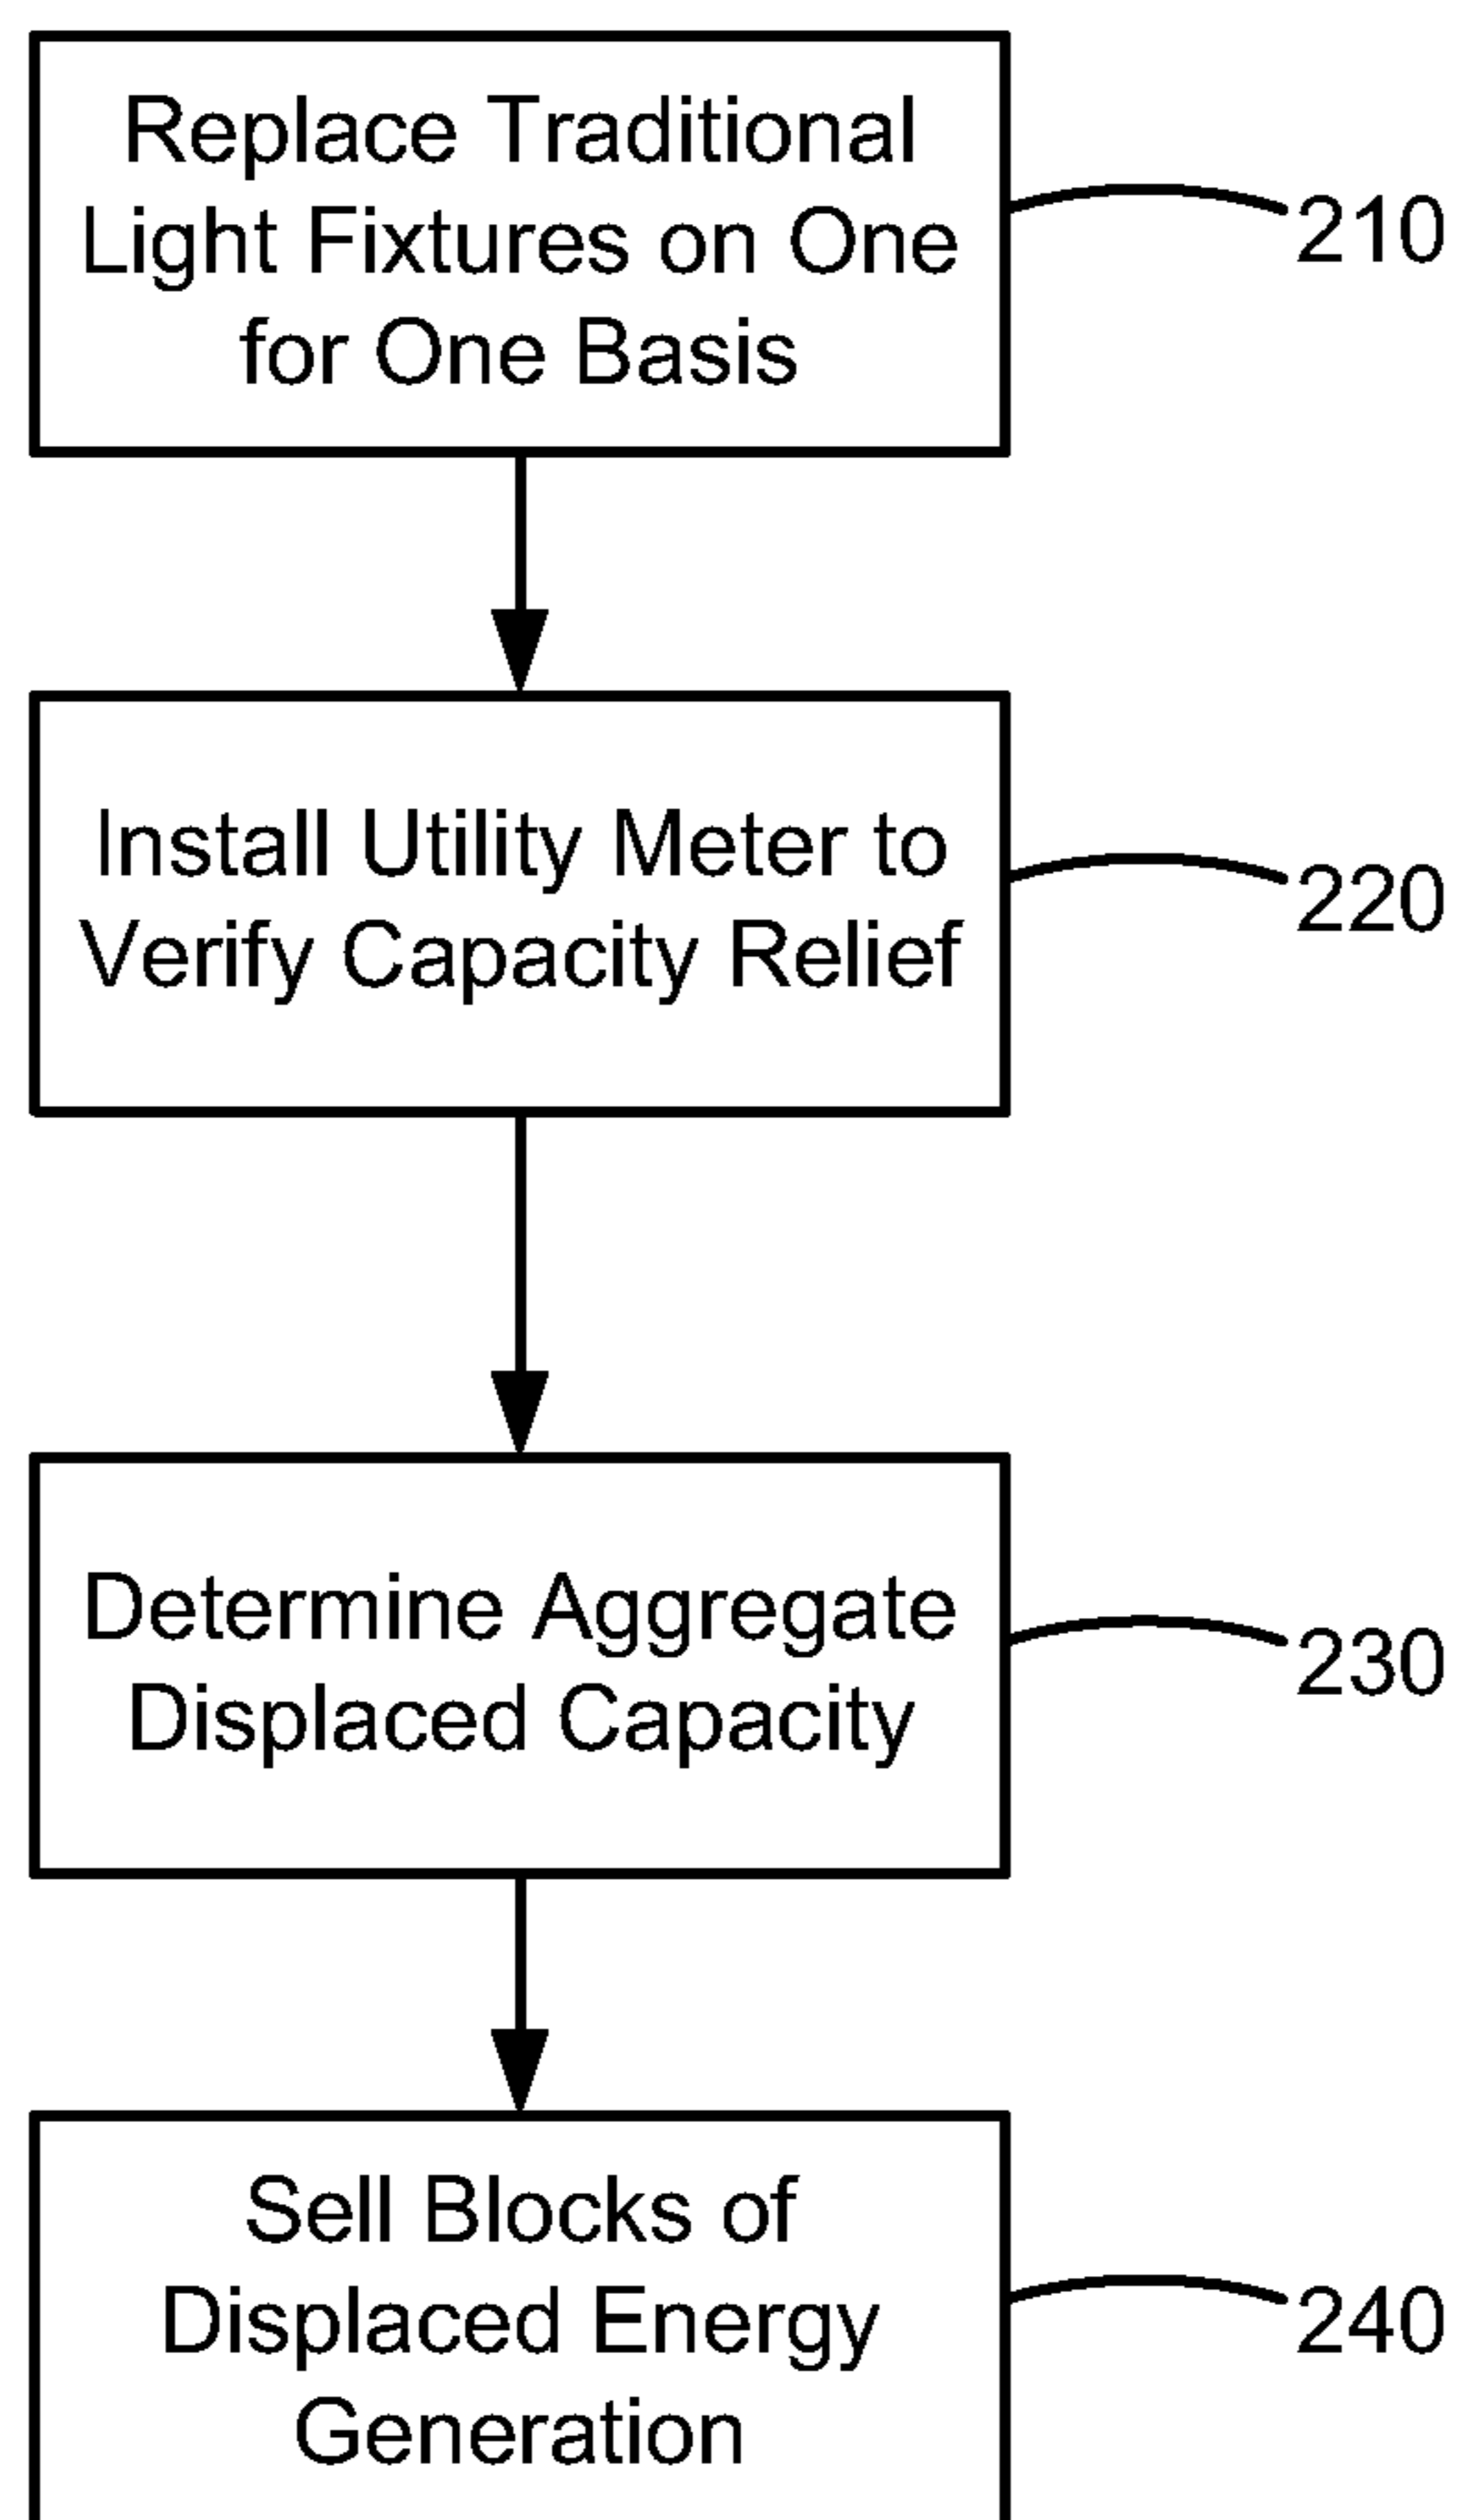 Replace Traditional
Light Fixtures on One
for One Basis
210
Install Utility Meter to
Verify Capacity Relief
220
Determine Aggregate
Displaced Capacity
230
Sell Blocks of
Displaced Energy
Generation
240